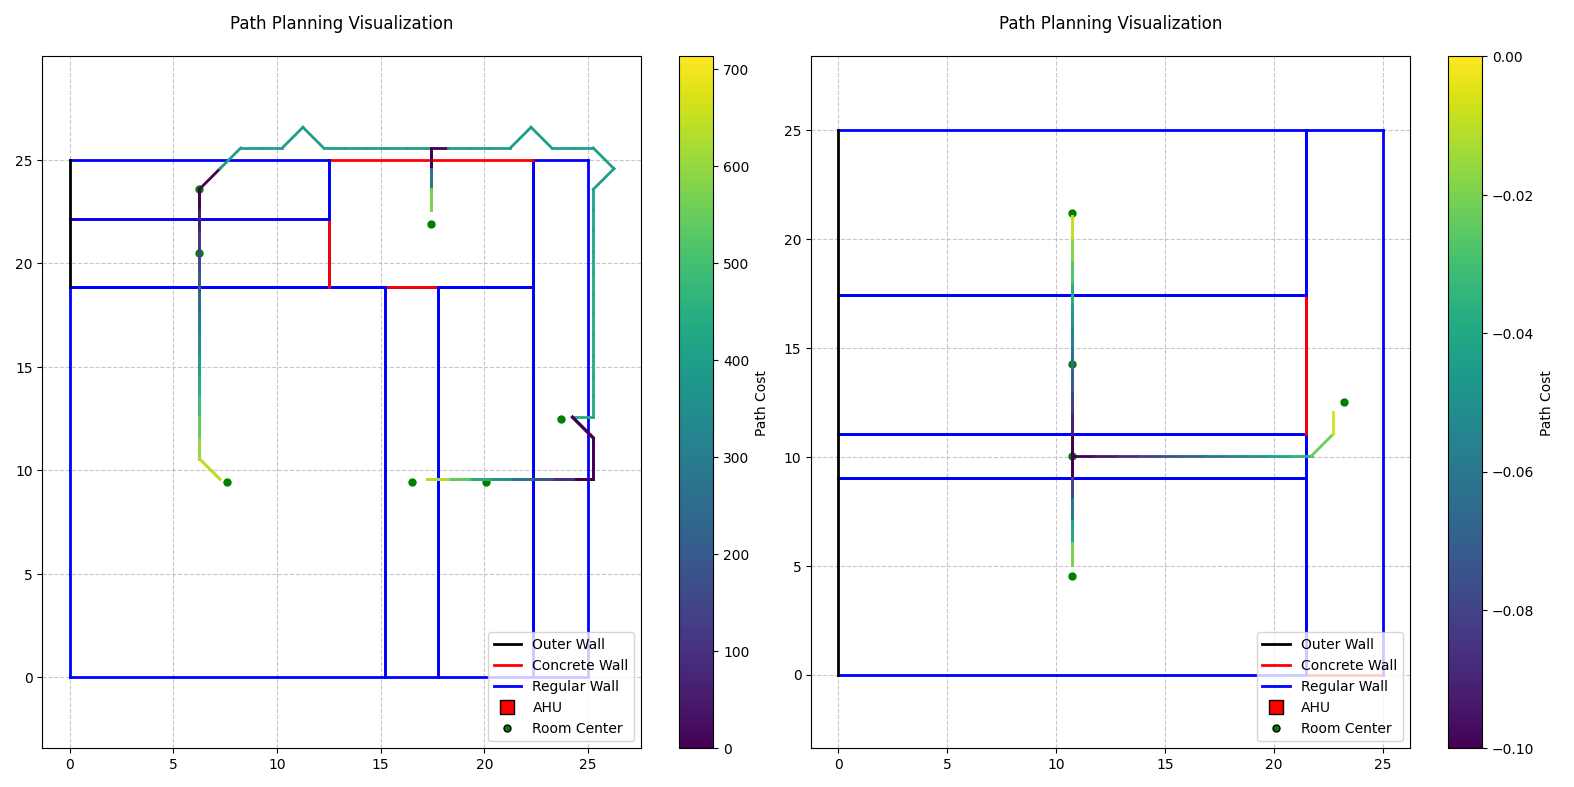 Path Planning Visualization
25
20
15
10
5
0
0
5
10
15
20
25
Outer Wall
Concrete Wall
Regular Wall
AHU
Room Center
700
600
500
400
300
200
100
0
Path Cost
Path Planning Visualization
25
20
15
10
5
0
0
5
10
15
20
25
Outer Wall
Concrete Wall
Regular Wall
AHU
Room Center
0.00
−0.02
−0.04
−0.06
−0.08
−0.10
Path Cost